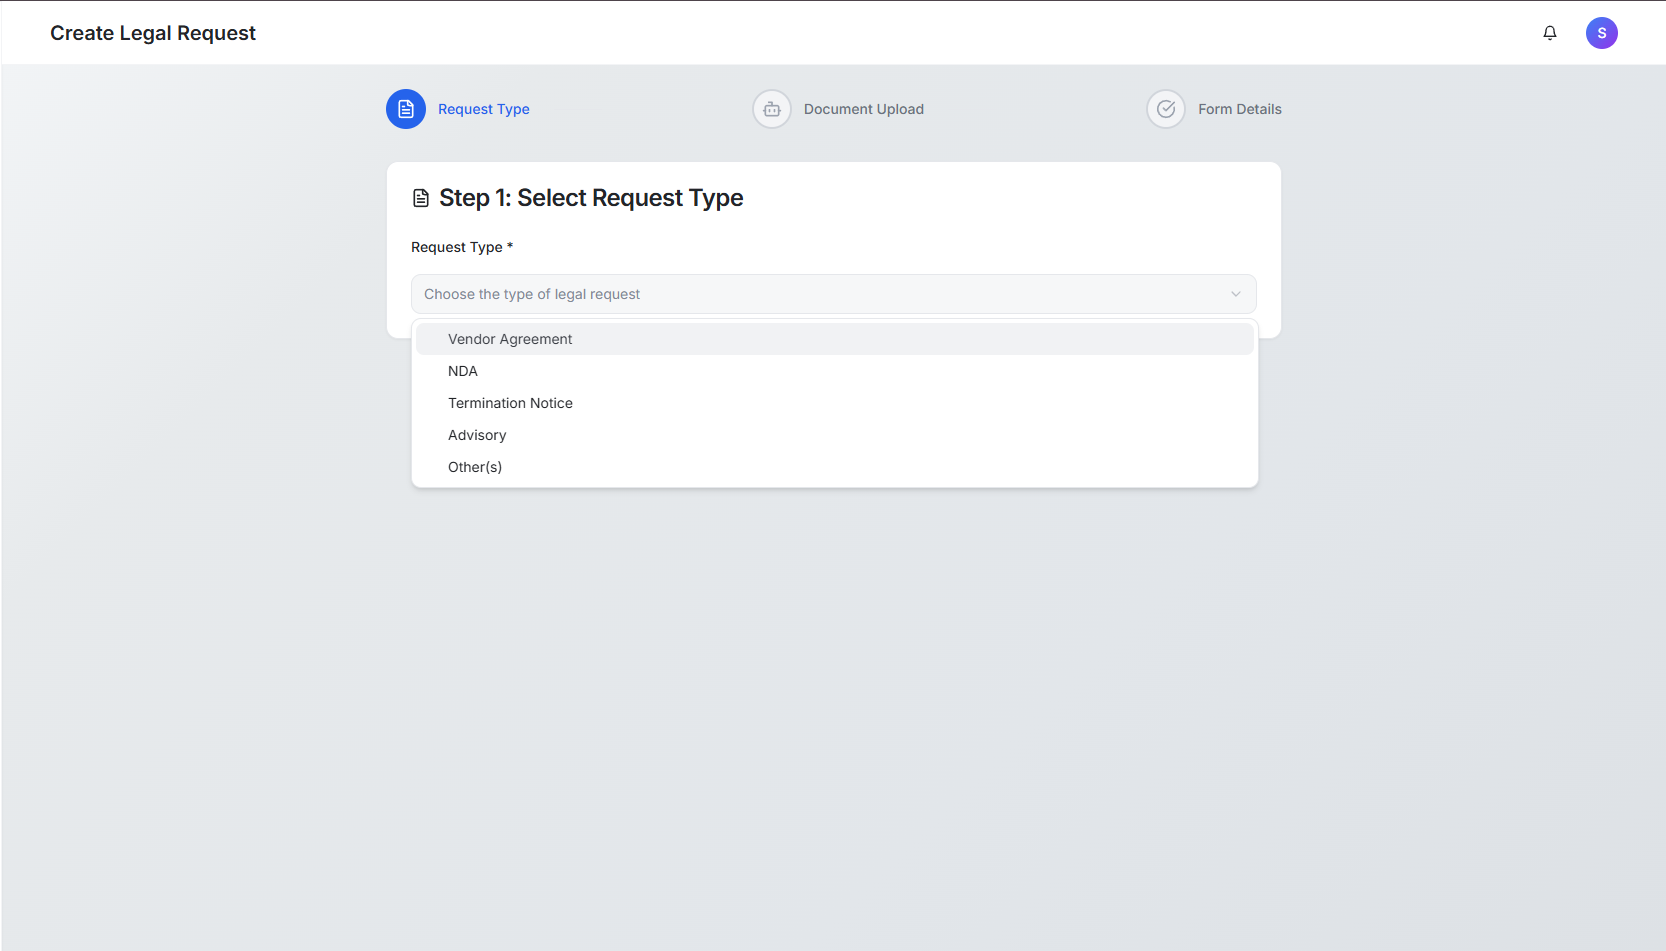 Create Legal Request
S
Request Type
Document Upload
Form Details
Step 1: Select Request Type
Request Type *
Choose the type of legal request
Vendor Agreement
NDA
Termination Notice
Advisory
Other(s)